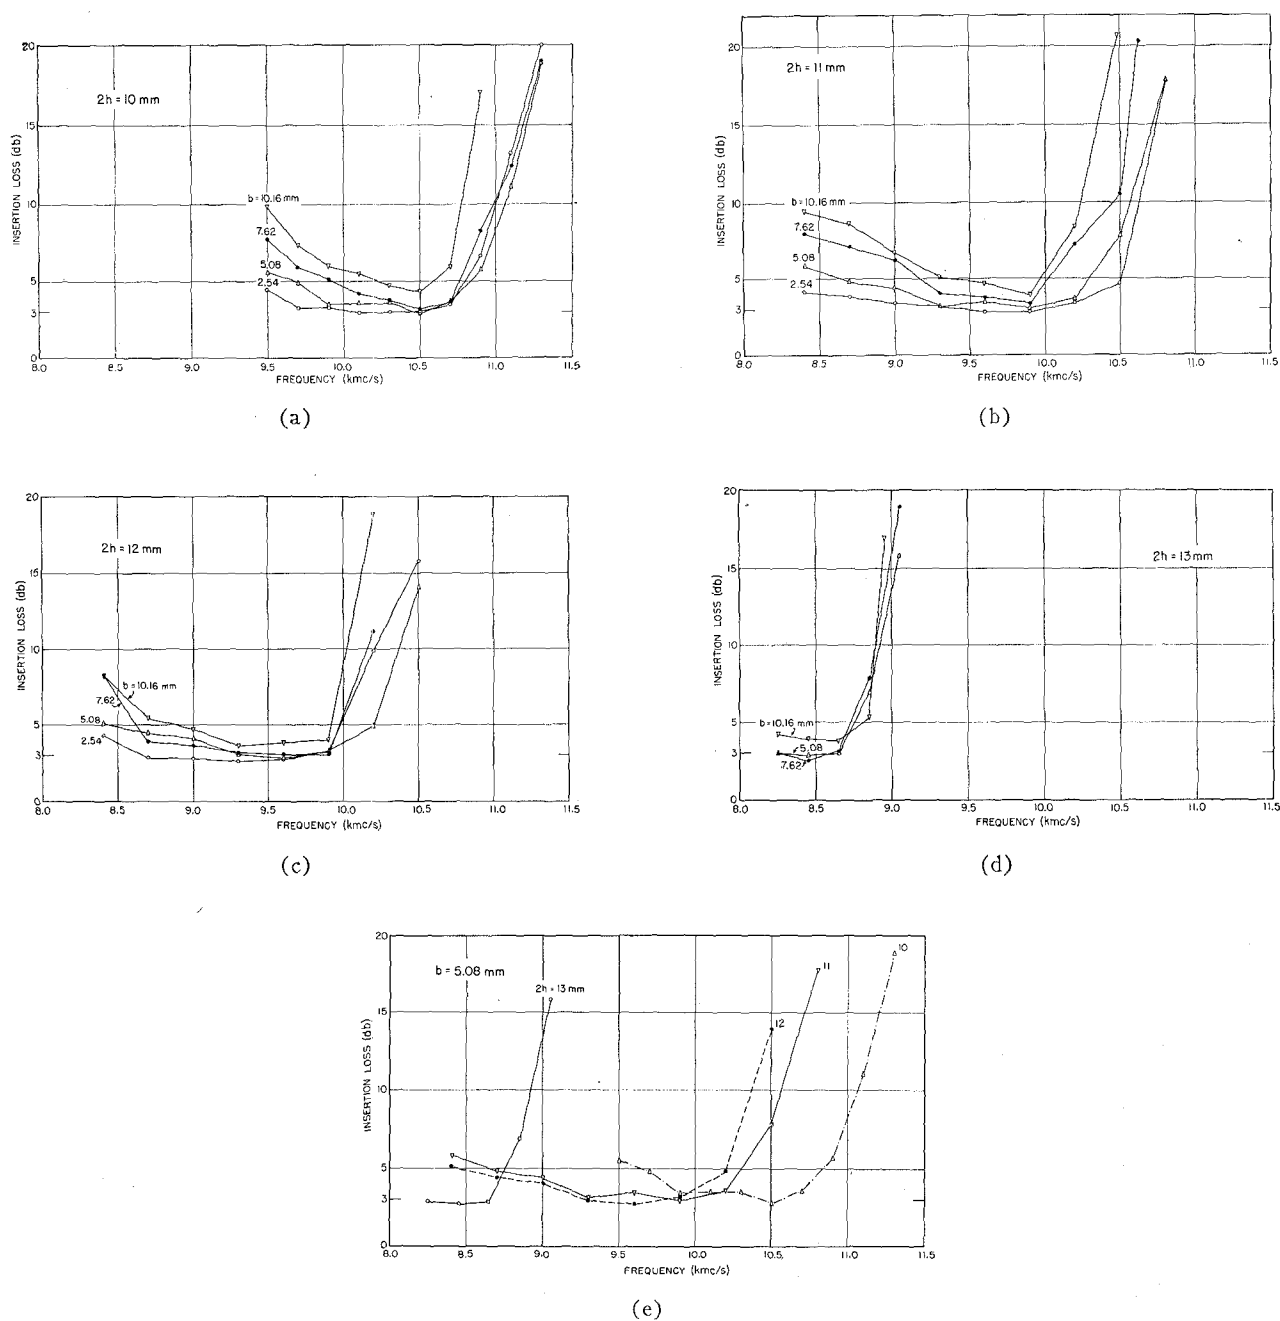 20
15
10
5
3
0
INSERTION LOSS (db)
2h = 10 mm
b = 10.16 mm
7.62
5.08
2.54
8.0 8.5 9.0 9.5 10.0 10.5 11.0 11.5
FREQUENCY (kmc/s)
(a)
20
15
10
5
3
0
INSERTION LOSS (db)
2h = 11 mm
b = 10.16 mm
7.62
5.08
2.54
8.0 8.5 9.0 9.5 10.0 10.5 11.0 11.5
FREQUENCY (kmc/s)
(b)
20
15
10
5
3
0
INSERTION LOSS (db)
2h = 12 mm
b = 10.16 mm
7.62
5.08
2.54
8.0 8.5 9.0 9.5 10.0 10.5 11.0 11.5
FREQUENCY (kmc/s)
(c)
20
15
10
5
3
0
INSERTION LOSS (db)
2h = 13 mm
b = 10.16 mm
5.08
7.62
8.0 8.5 9.0 9.5 10.0 10.5 11.0 11.5
FREQUENCY (kmc/s)
(d)
20
15
10
5
3
0
INSERTION LOSS (db)
b = 5.08 mm
2h = 13 mm
12
11
10
8.0 8.5 9.0 9.5 10.0 10.5 11.0 11.5
FREQUENCY (kmc/s)
(e)